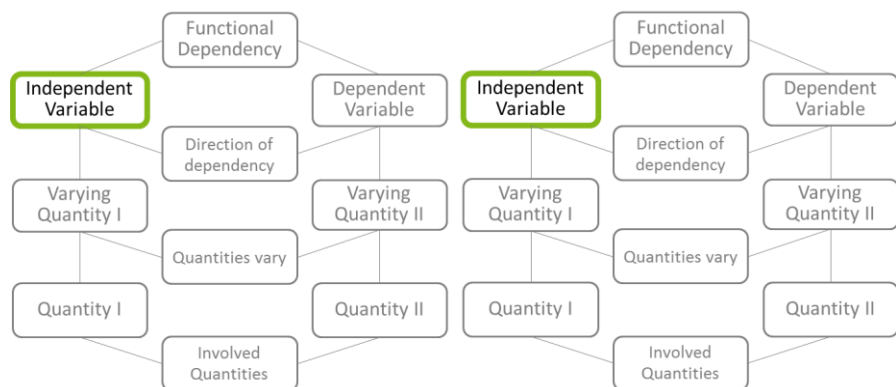 Functional
Dependency
Independent
Variable
Dependent
Variable
Direction of
dependency
Varying
Quantity I
Varying
Quantity II
Quantities vary
Quantity I
Quantity II
Involved
Quantities
Functional
Dependency
Independent
Variable
Dependent
Variable
Direction of
dependency
Varying
Quantity I
Varying
Quantity II
Quantities vary
Quantity I
Quantity II
Involved
Quantities